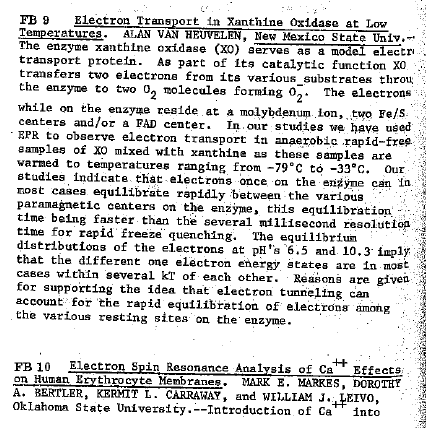 FB 9 Electron Transport in Xanthine Oxidase at Low
Temperatures. ALAN VAN HEUVELEN, New Mexico State Univ.--
The enzyme xanthine oxidase (XO) serves as a model electr
transport protein. As part of its catalytic function XO
transfers two electrons from its various substrates throu
the enzyme to two O₂ molecules forming O₂⁻. The electrons
while on the enzyme reside at a molybdenum ion, two Fe/S
centers and/or a FAD center. In our studies we have used
EPR to observe electron transport in anaerobic rapid-free
samples of XO mixed with xanthine as these samples are
warmed to temperatures ranging from -79°C to -33°C. Our
studies indicate that electrons once on the enzyme can in
most cases equilibrate rapidly between the various
paramagnetic centers on the enzyme, this equilibration
time being faster than the several millisecond resolution
time for rapid freeze quenching. The equilibrium
distributions of the electrons at pH's 6.5 and 10.3 imply
that the different one electron energy states are in most
cases within several kT of each other. Reasons are given
for supporting the idea that electron tunneling can
account for the rapid equilibration of electrons among
the various resting sites on the enzyme.
FB 10 Electron Spin Resonance Analysis of Ca⁺⁺ Effects
on Human Erythrocyte Membranes. MARK E. MARKES, DOROTHY
A. BERTLER, KERMIT L. CARRAWAY, and WILLIAM J. LEIVO,
Oklahoma State University.--Introduction of Ca⁺⁺ into